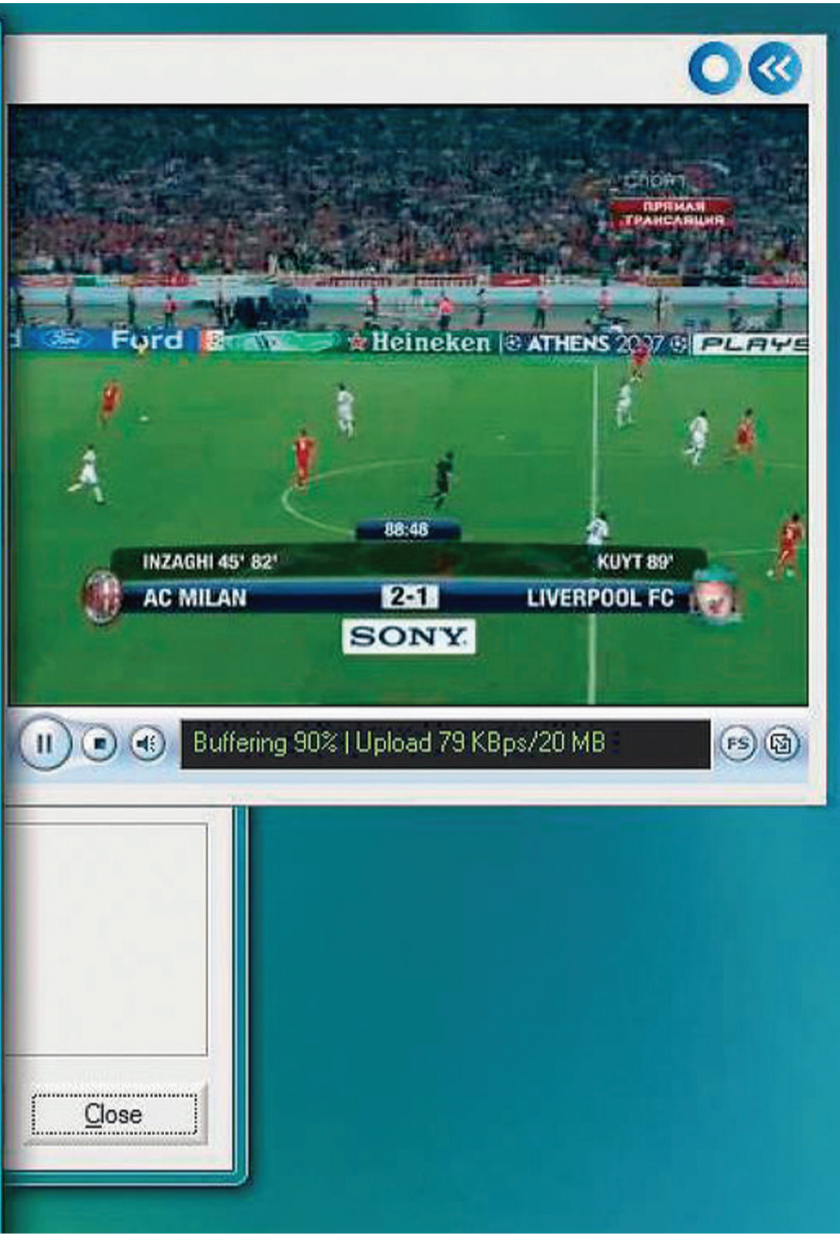 СПОРТ
ПРЯМАЯ
ТРАНСЛЯЦИЯ
Ford Ford Heineken ATHENS 2007 PLAYS
88:48
INZAGHI 45' 82' KUYT 89'
AC MILAN 2-1 LIVERPOOL FC
SONY
Buffering 90% | Upload 79 KBps/20 MB FS
Close